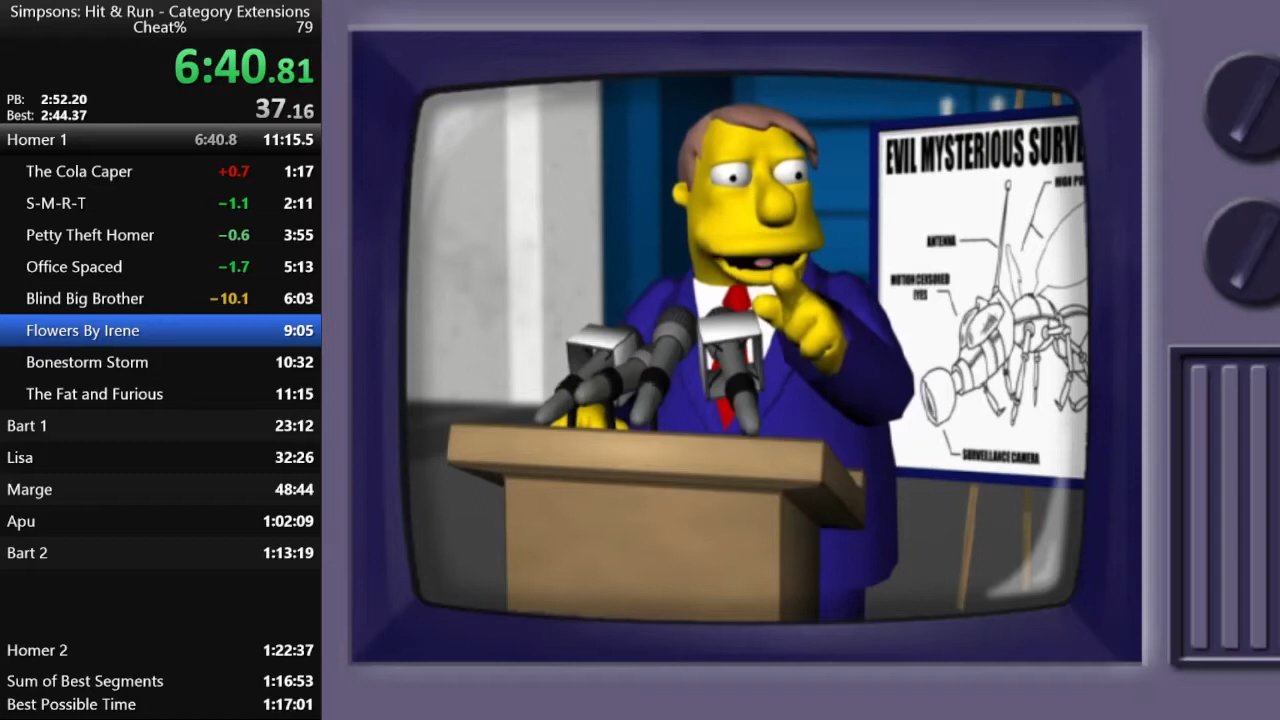 Simpsons: Hit & Run - Category Extensions
Cheat% 79
6:40.81
PB: 2:52.20
Best: 2:44.37
37.16
Homer 1 6:40.8 11:15.5
The Cola Caper +0.7 1:17
S-M-R-T −1.1 2:11
Petty Theft Homer −0.6 3:55
Office Spaced −1.7 5:13
Blind Big Brother −10.1 6:03
Flowers By Irene 9:05
Bonestorm Storm 10:32
The Fat and Furious 11:15
Bart 1 23:12
Lisa 32:26
Marge 48:44
Apu 1:02:09
Bart 2 1:13:19
Homer 2 1:22:37
Sum of Best Segments 1:16:53
Best Possible Time 1:17:01
EVIL MYSTERIOUS SURVE
HIGH PO
ANTENNA
MOTION CENSORED
EYES
SURVEILLANCE CAMERA